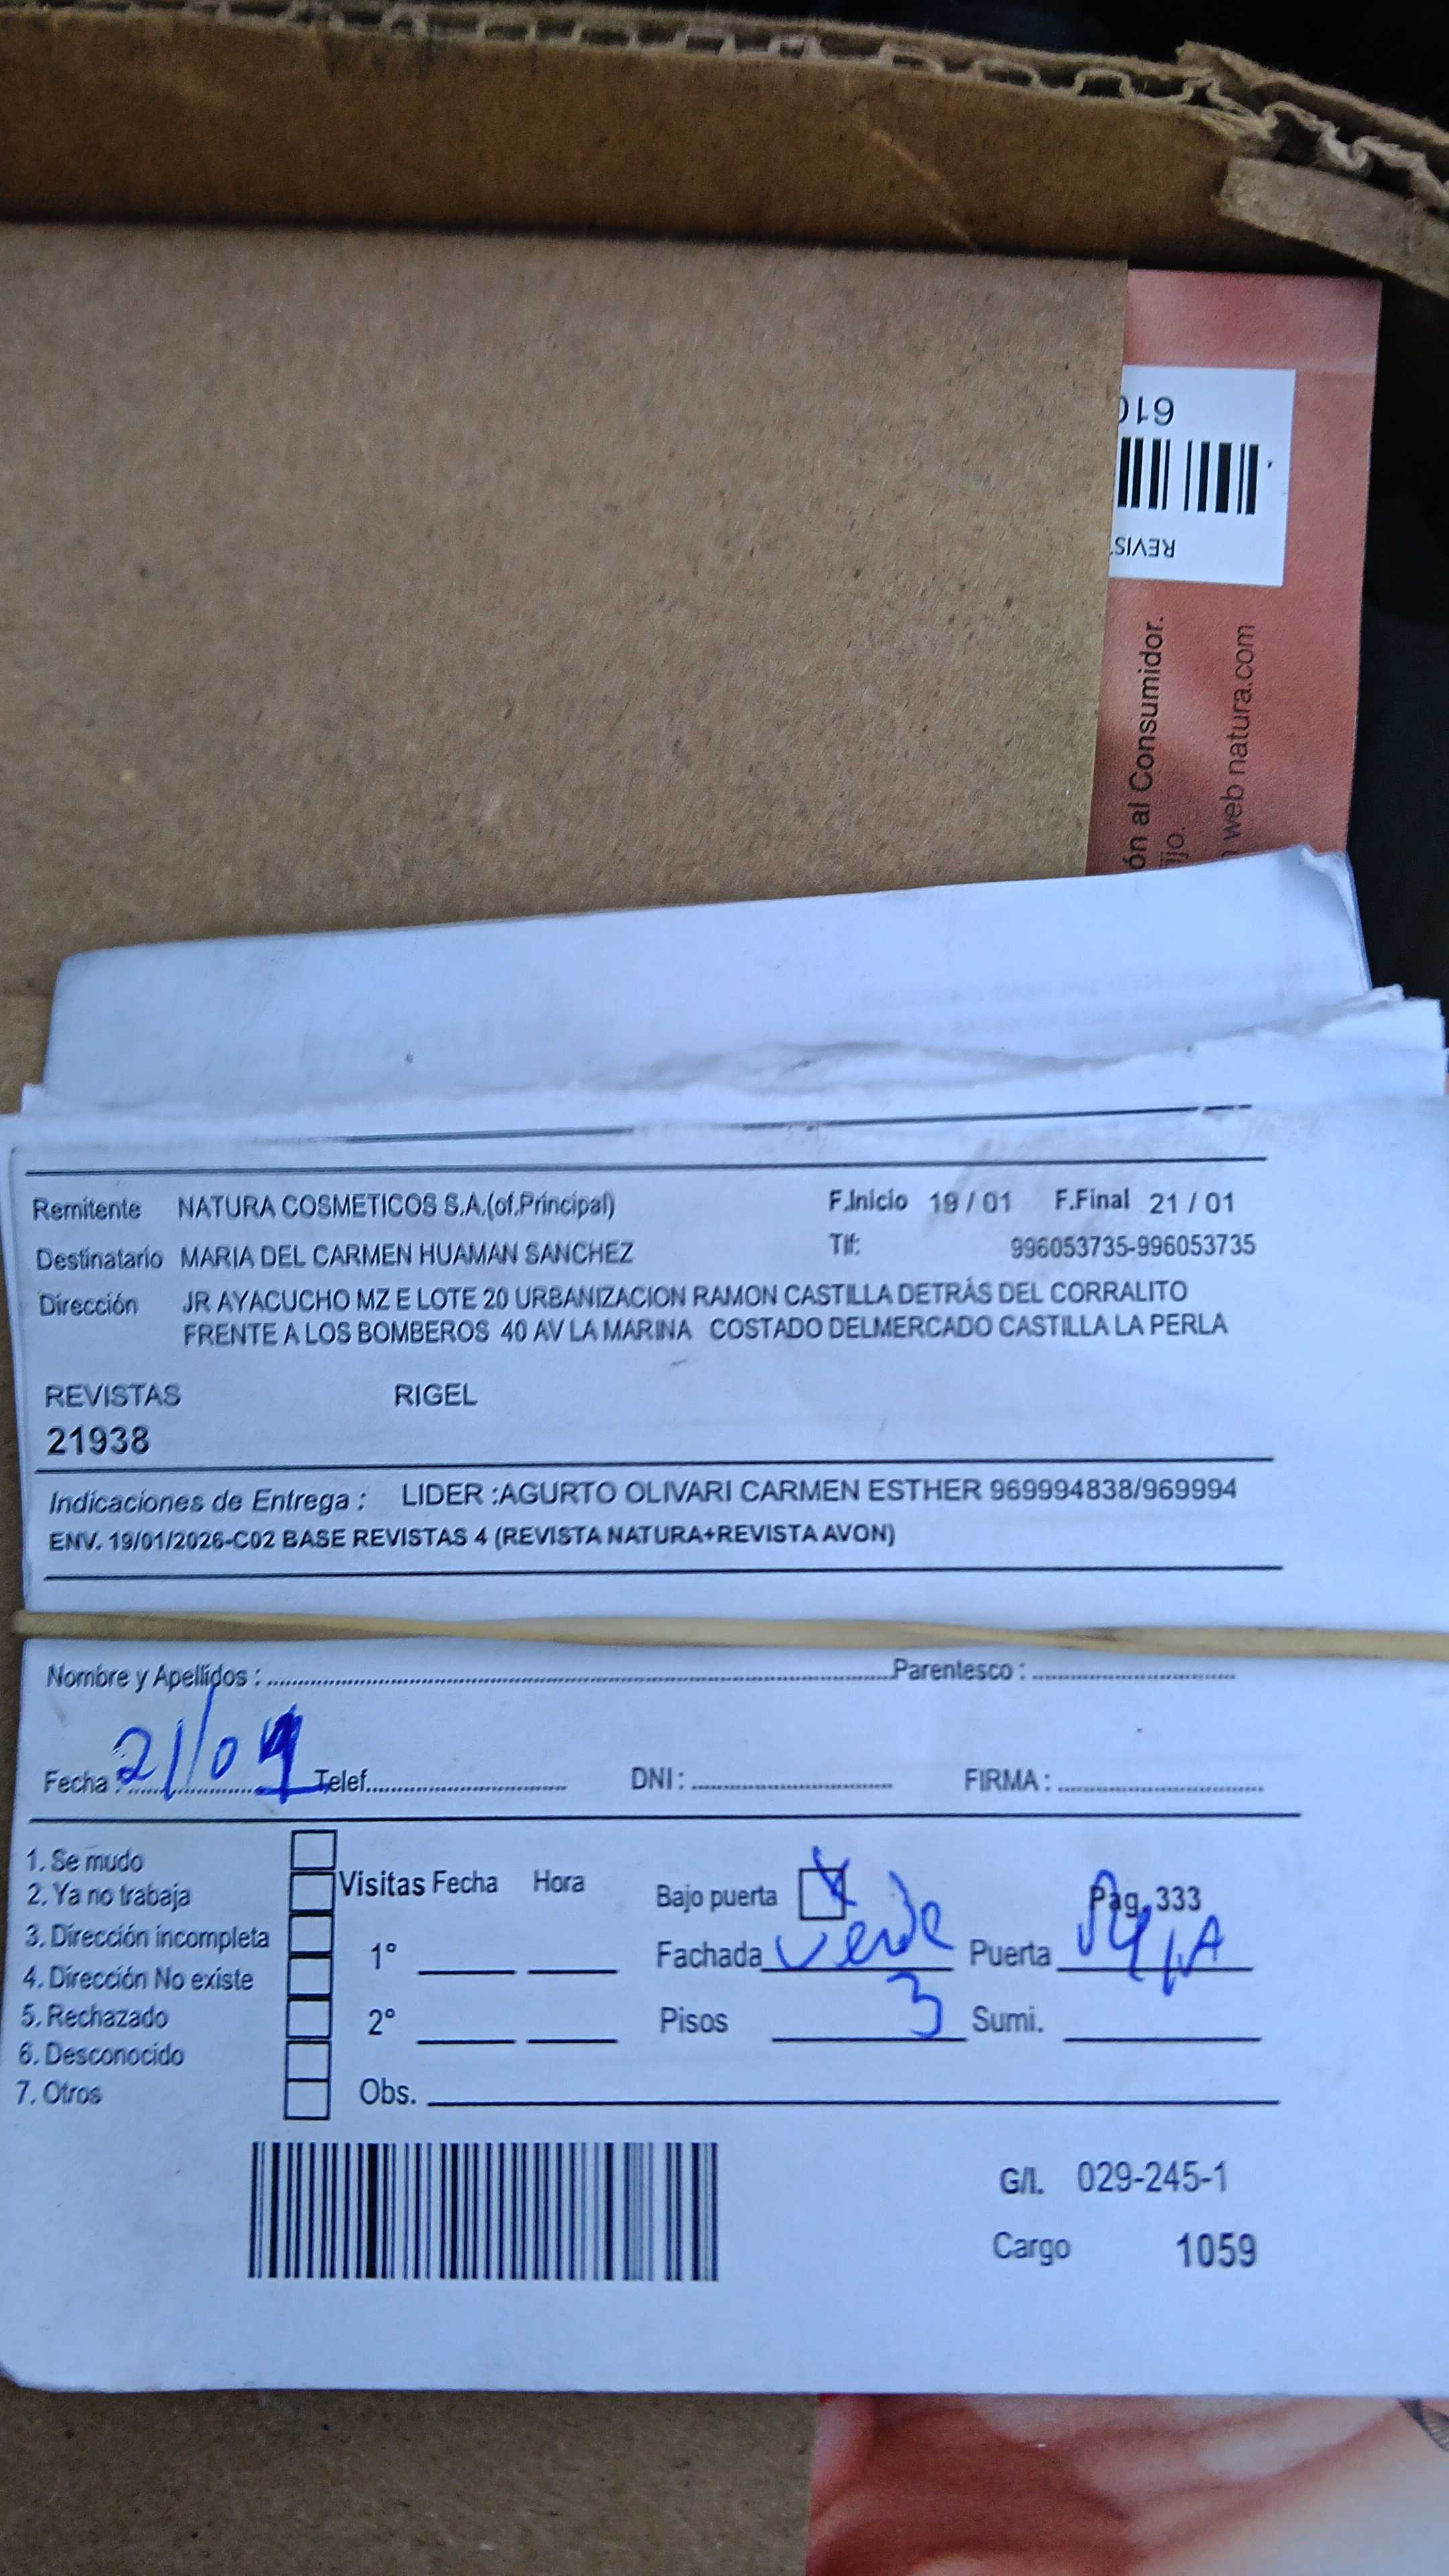 610
REVIS
ón al Consumidor.
ijo.
web natura.com
Remitente NATURA COSMETICOS S.A.(of.Principal) F.Inicio 19 / 01 F.Final 21 / 01
Destinatario MARIA DEL CARMEN HUAMAN SANCHEZ Tlf: 996053735-996053735
Dirección JR AYACUCHO MZ E LOTE 20 URBANIZACION RAMON CASTILLA DETRÁS DEL CORRALITO
FRENTE A LOS BOMBEROS 40 AV LA MARINA COSTADO DELMERCADO CASTILLA LA PERLA
REVISTAS RIGEL
21938
Indicaciones de Entrega : LIDER :AGURTO OLIVARI CARMEN ESTHER 969994838/969994
ENV. 19/01/2026-C02 BASE REVISTAS 4 (REVISTA NATURA+REVISTA AVON)
Nombre y Apellidos : Parentesco :
Fecha : 21/01 Telef. DNI : FIRMA :
1. Se mudo
2. Ya no trabaja
3. Dirección incompleta
4. Dirección No existe
5. Rechazado
6. Desconocido
7. Otros
Visitas Fecha Hora
1°
2°
Obs.
Bajo puerta X Pag. 333
Fachada verde Puerta
Pisos 3 Sumi.
G/I. 029-245-1
Cargo 1059